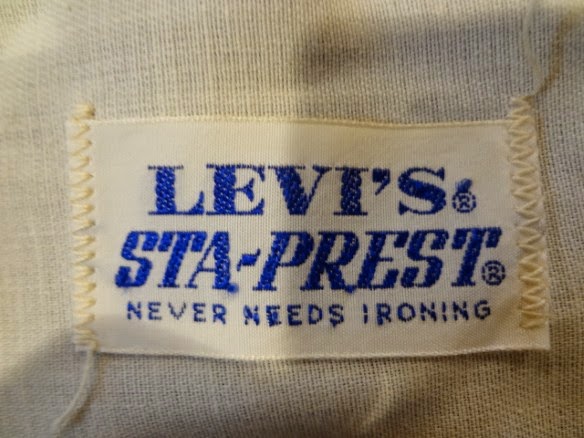 LEVI'S®
STA-PREST®
NEVER NEEDS IRONING